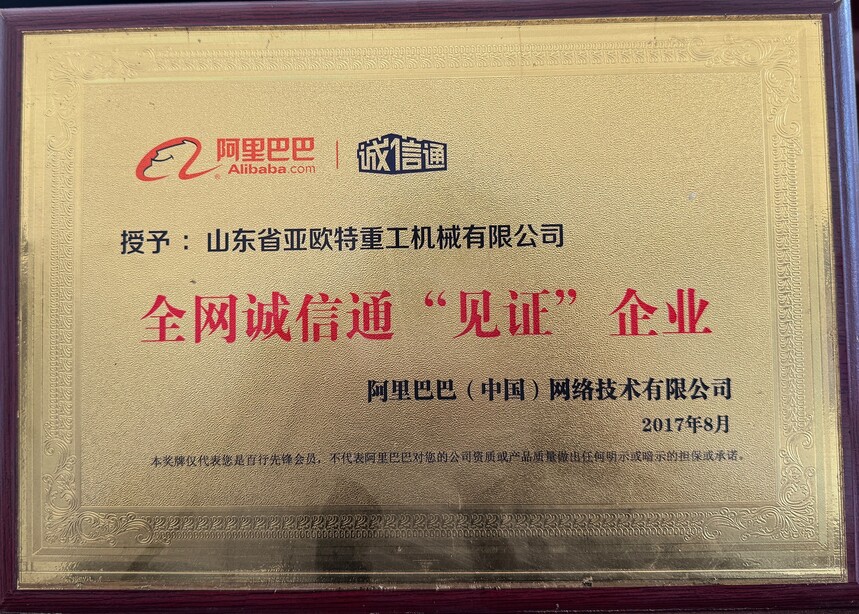 阿里巴巴 | 诚信通
Alibaba.com
授予：山东省亚欧特重工机械有限公司
全网诚信通“见证”企业
阿里巴巴（中国）网络技术有限公司
2017年8月
本奖牌仅代表您是百行先锋会员，不代表阿里巴巴对您的公司资质或产品质量做出任何明示或暗示的担保或承诺。